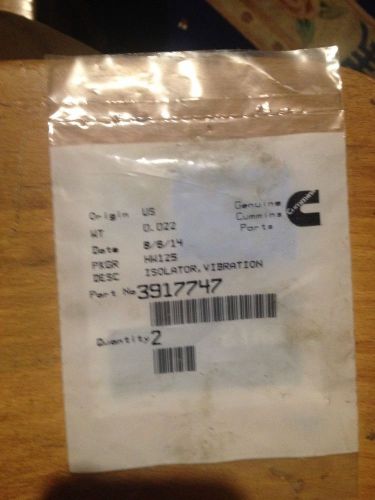 Origin US
WT 0.022
Date 8/6/14
PKGR HW125
DESC ISOLATOR, VIBRATION
Part No 3917747
Quantity 2
Genuine
Cummins
Parts
Cummins